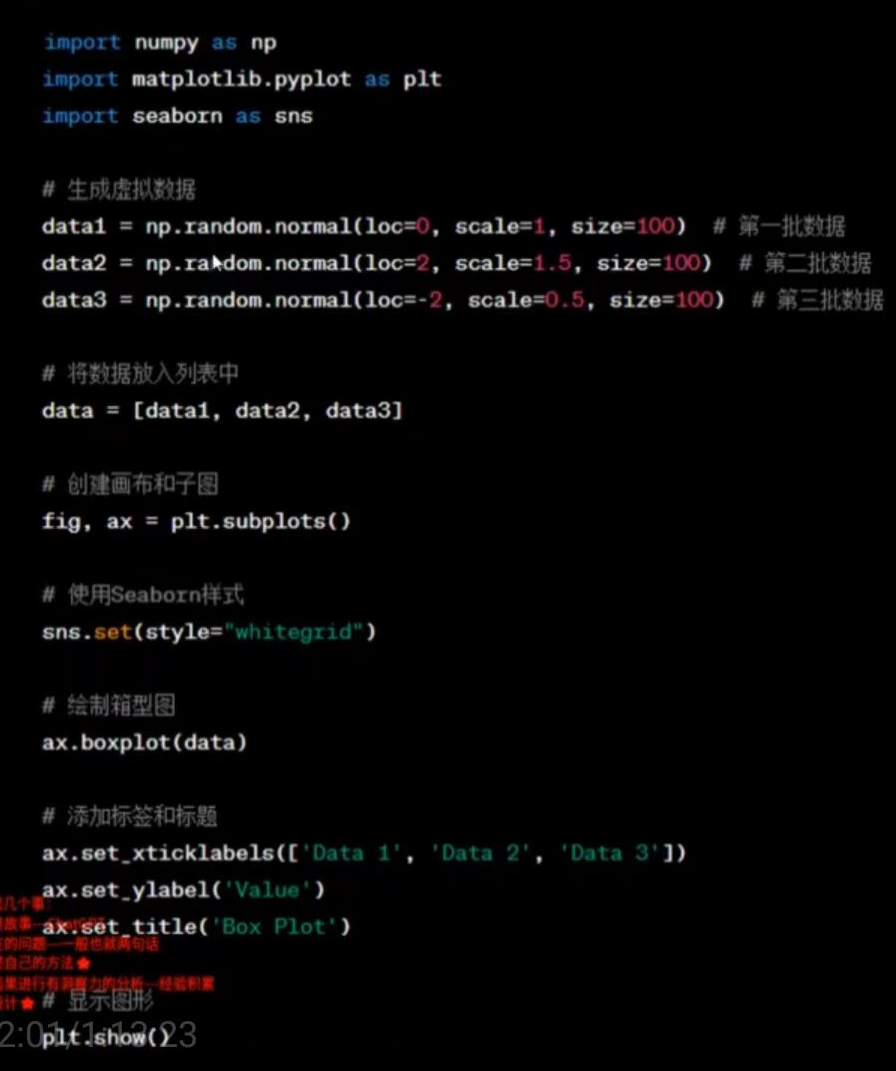 import numpy as np
import matplotlib.pyplot as plt
import seaborn as sns
# 生成虚拟数据
data1 = np.random.normal(loc=0, scale=1, size=100)  # 第一批数据
data2 = np.random.normal(loc=2, scale=1.5, size=100)  # 第二批数据
data3 = np.random.normal(loc=-2, scale=0.5, size=100)  # 第三批数据
# 将数据放入列表中
data = [data1, data2, data3]
# 创建画布和子图
fig, ax = plt.subplots()
# 使用Seaborn样式
sns.set(style="whitegrid")
# 绘制箱型图
ax.boxplot(data)
# 添加标签和标题
ax.set_xticklabels(['Data 1', 'Data 2', 'Data 3'])
ax.set_ylabel('Value')
几个事:
ax.set_title('Box Plot')
故事—ChatGPT
的问题—一般也就两句话
自己的方法
果进行有洞察力的分析—经验积累
计
# 显示图形
plt.show()
2:01/1:13:23